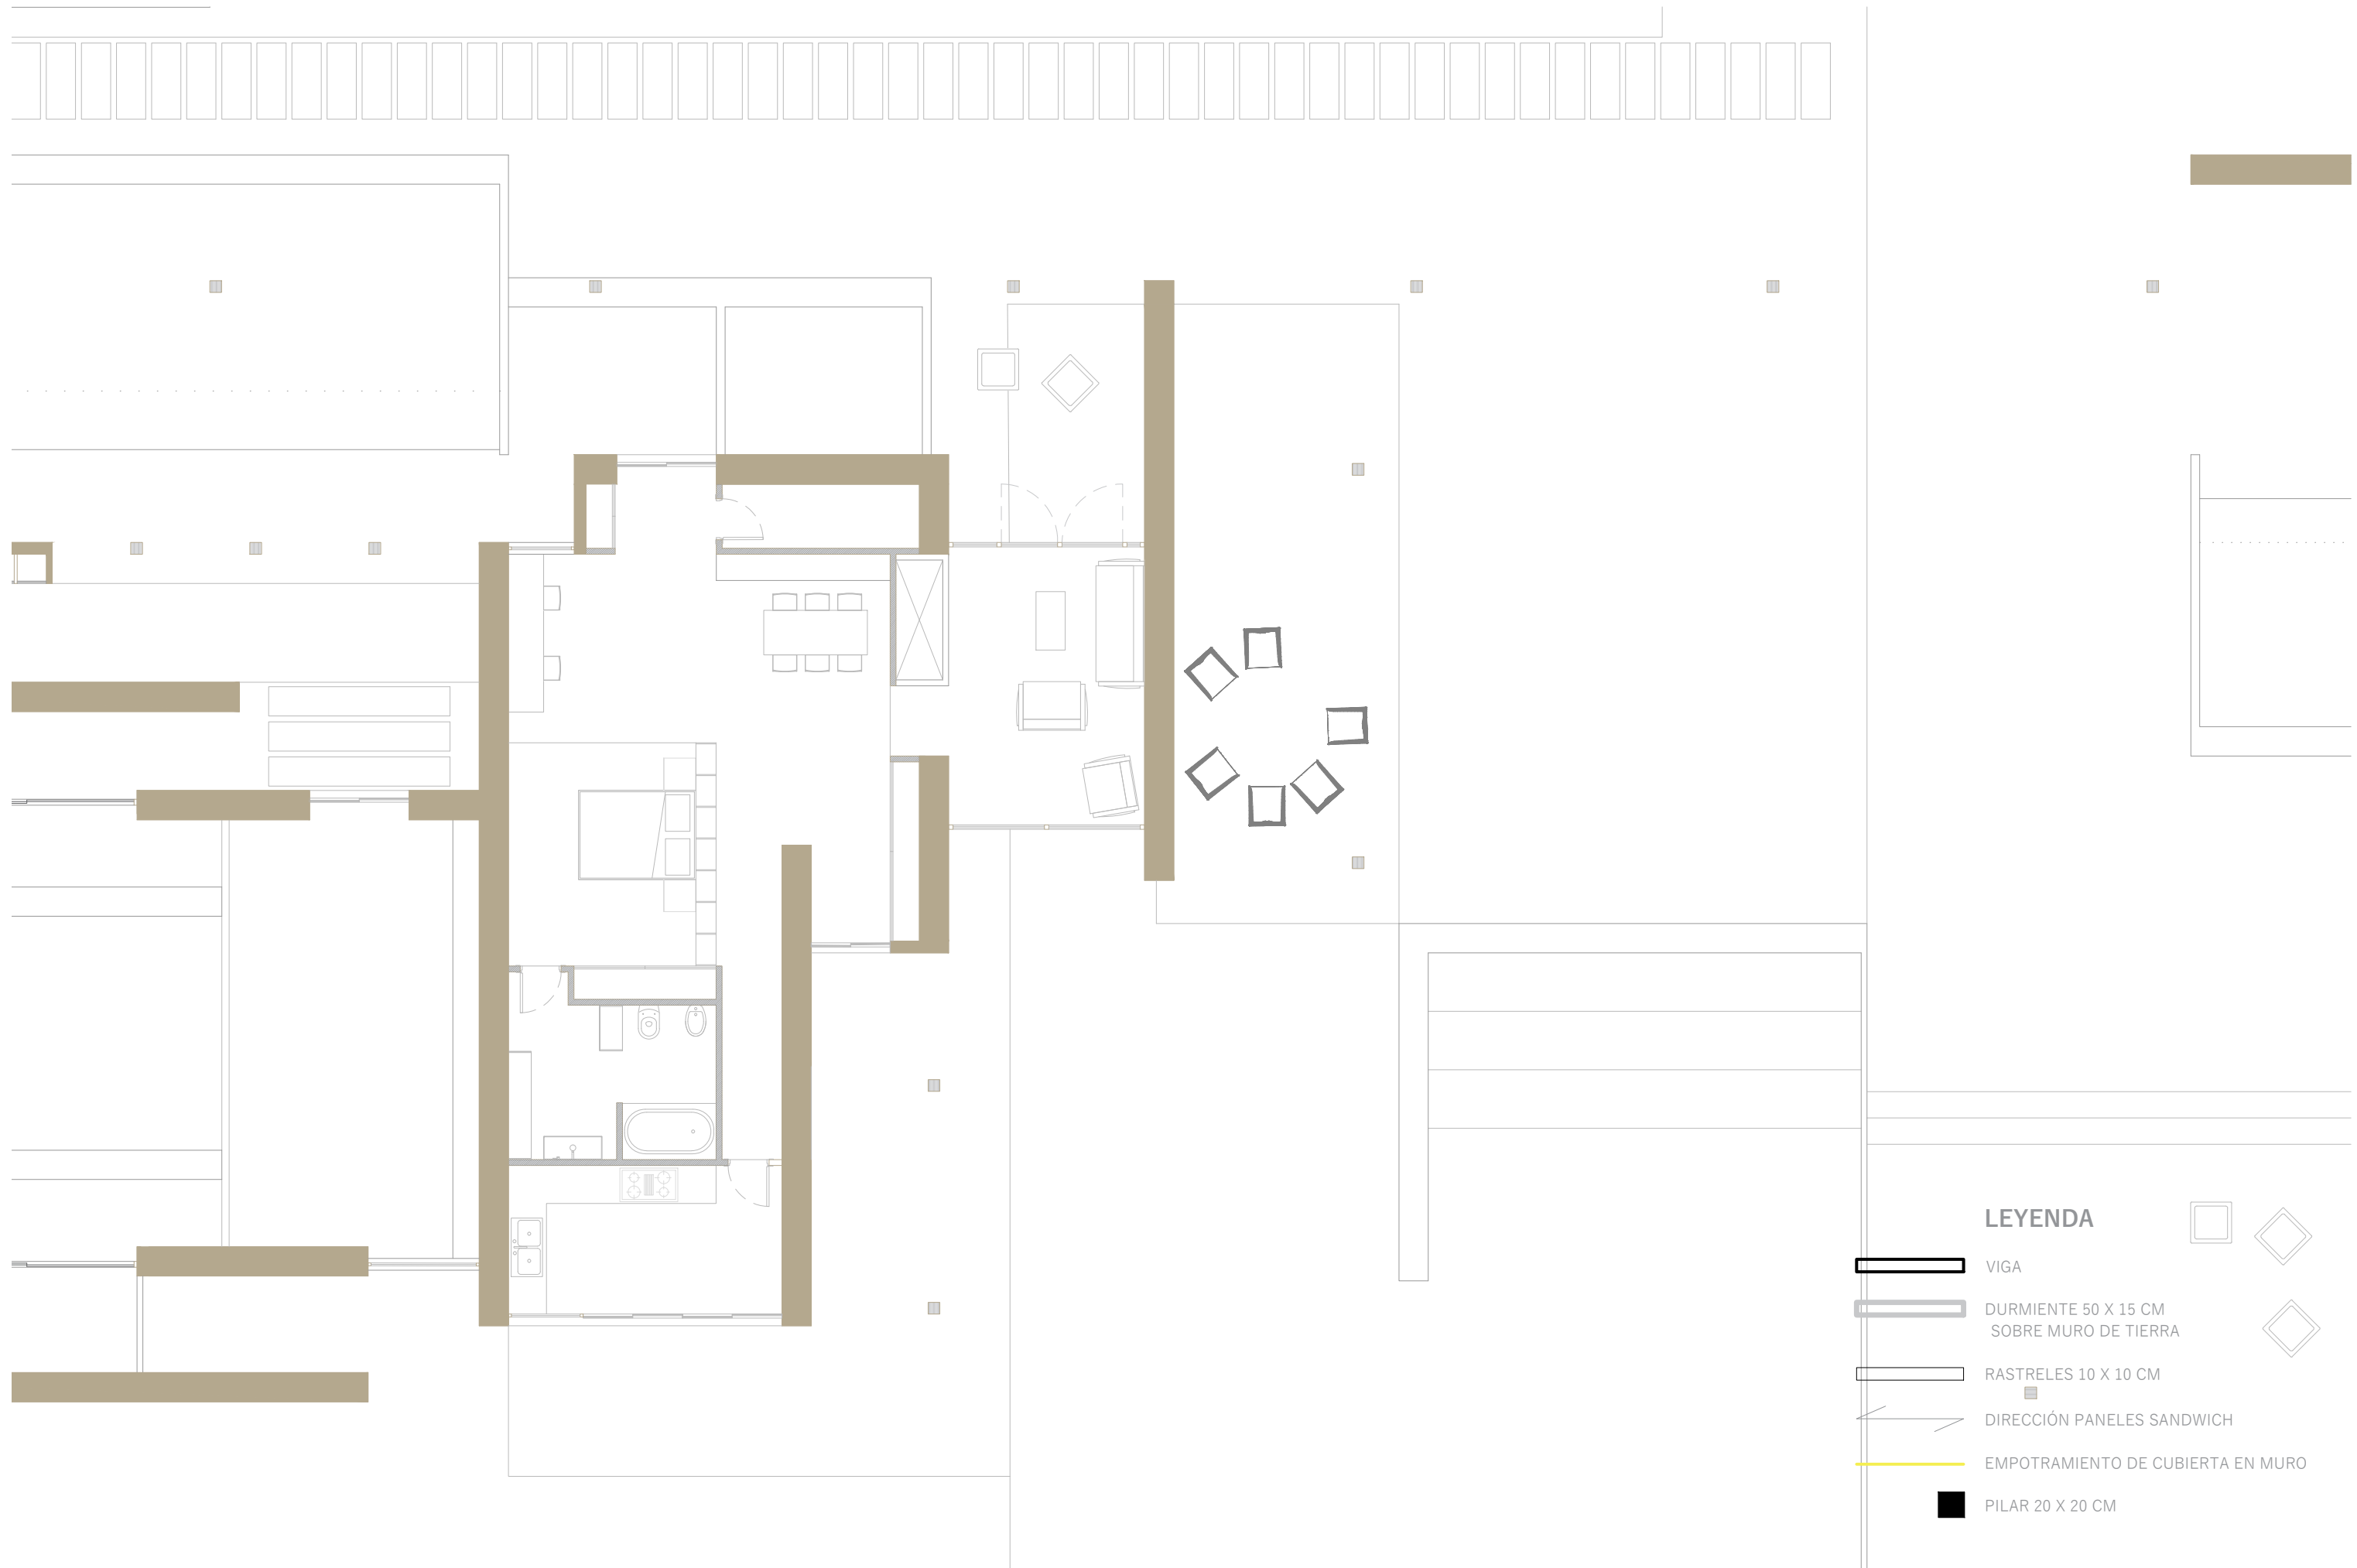 LEYENDA
VIGA
DURMIENTE 50 X 15 CM
SOBRE MURO DE TIERRA
RASTRELES 10 X 10 CM
DIRECCIÓN PANELES SANDWICH
EMPOTRAMIENTO DE CUBIERTA EN MURO
PILAR 20 X 20 CM